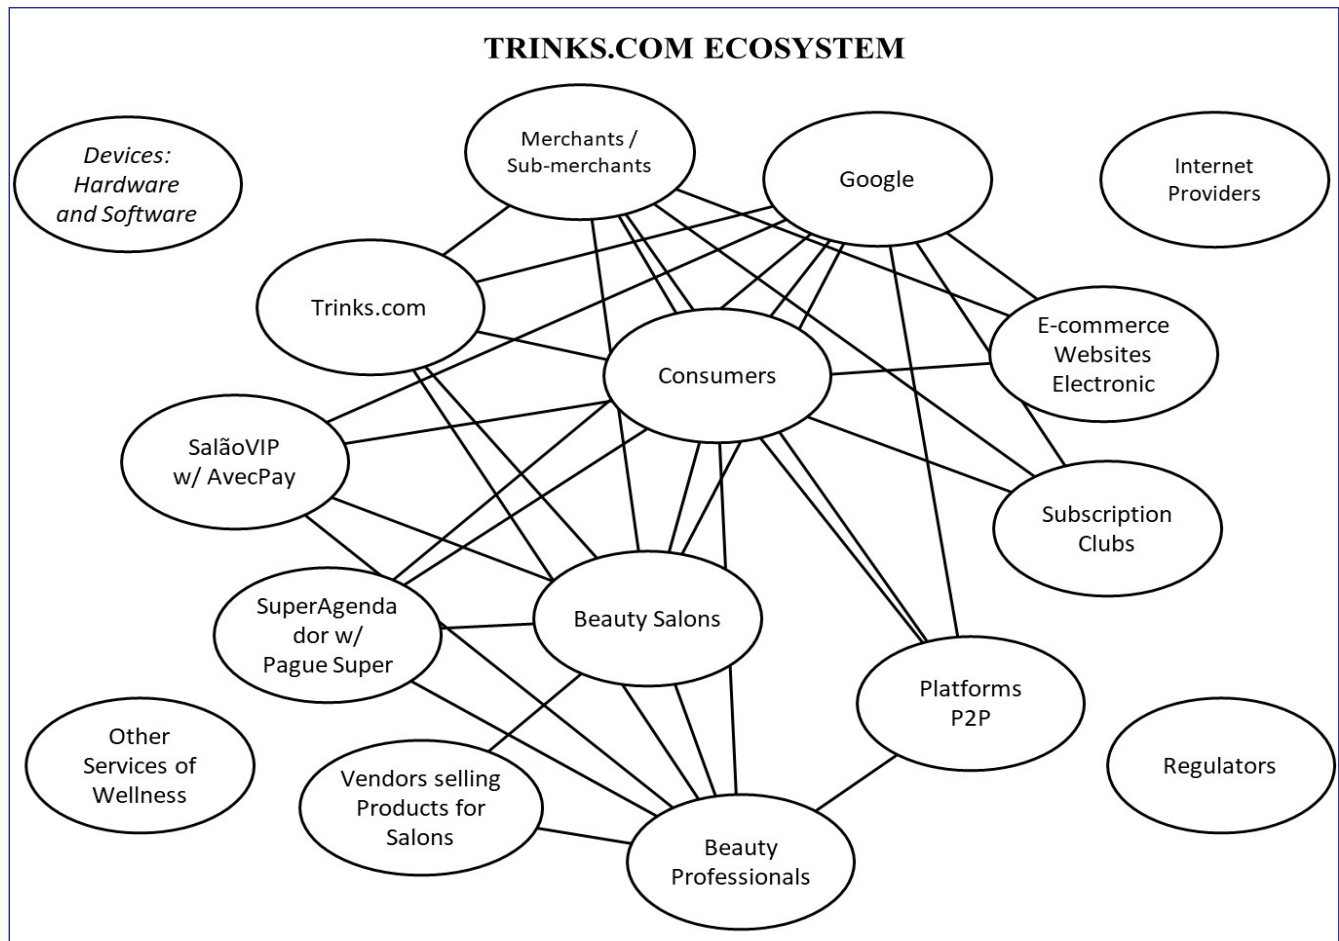 TRINKS.COM ECOSYSTEM
Devices:
Hardware
and Software
Merchants /
Sub-merchants
Google
Internet
Providers
Trinks.com
Consumers
E-commerce
Websites
Electronic
SalãoVIP
w/ AvecPay
Subscription
Clubs
SuperAgenda
dor w/
Pague Super
Beauty Salons
Platforms
P2P
Other
Services of
Wellness
Vendors selling
Products for
Salons
Beauty
Professionals
Regulators